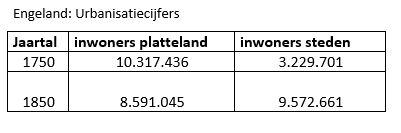 Engeland: Urbanisatiecijfers
Jaartal inwoners platteland inwoners steden
1750 10.317.436 3.229.701
1850 8.591.045 9.572.661